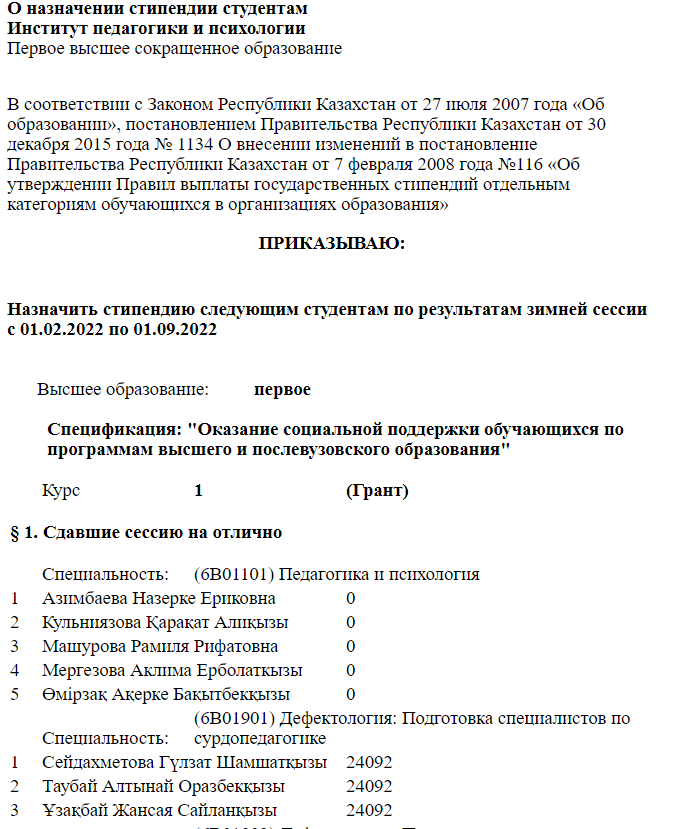 О назначении стипендии студентам
Институт педагогики и психологии
Первое высшее сокращенное образование
В соответствии с Законом Республики Казахстан от 27 июля 2007 года «Об
образовании», постановлением Правительства Республики Казахстан от 30
декабря 2015 года № 1134 О внесении изменений в постановление
Правительства Республики Казахстан от 7 февраля 2008 года №116 «Об
утверждении Правил выплаты государственных стипендий отдельным
категориям обучающихся в организациях образования»
ПРИКАЗЫВАЮ:
Назначить стипендию следующим студентам по результатам зимней сессии
с 01.02.2022 по 01.09.2022
Высшее образование: первое
Спецификация: "Оказание социальной поддержки обучающихся по
программам высшего и послевузовского образования"
Курс 1 (Грант)
§ 1. Сдавшие сессию на отлично
Специальность: (6В01101) Педагогика и психология
1 Азимбаева Назерке Ериковна 0
2 Кульниязова Қарақат Алиқызы 0
3 Машурова Рамиля Рифатовна 0
4 Мергезова Аклима Ерболатқызы 0
5 Өмірзақ Ақерке Бақытбекқызы 0
(6В01901) Дефектология: Подготовка специалистов по
Специальность: сурдопедагогике
1 Сейдахметова Гүлзат Шамшатқызы 24092
2 Таубай Алтынай Оразбекқызы 24092
3 Ұзақбай Жансая Сайланқызы 24092